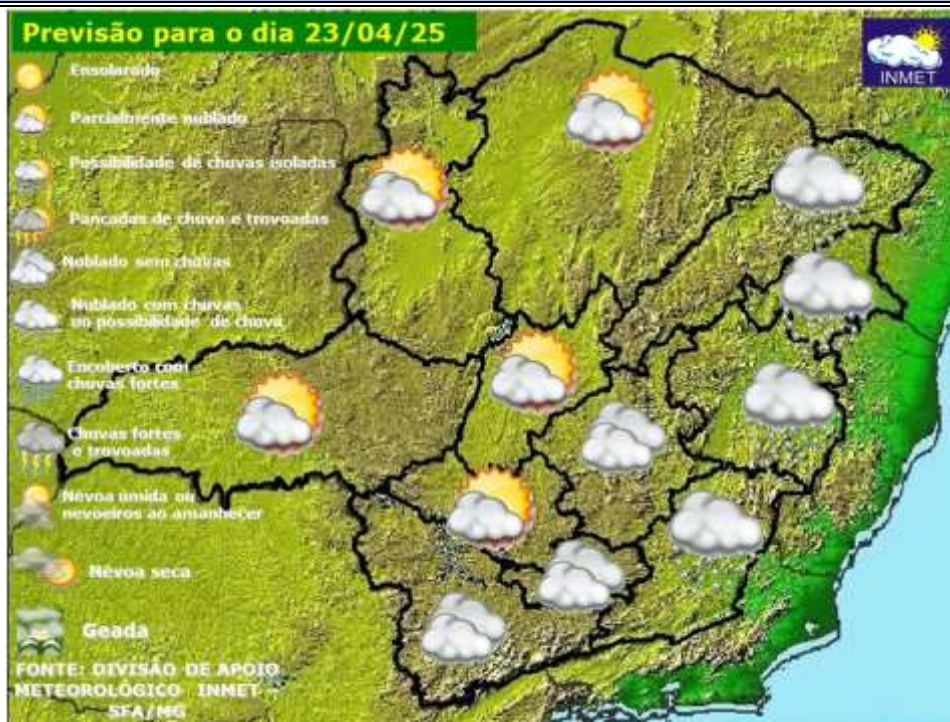 Previsão para o dia 23/04/25
INMET
Ensolarado
Parcialmente nublado
Possibilidade de chuvas isoladas
Pancadas de chuva e trovoadas
Nublado sem chuvas
Nublado com chuvas
ou possibilidade de chuva
Encoberto com
chuvas fortes
Chuvas fortes
e trovoadas
Névoa úmida ou
nevoeiros ao amanhecer
Névoa seca
Geada
FONTE: DIVISÃO DE APOIO
METEOROLÓGICO INMET -
SFA/MG